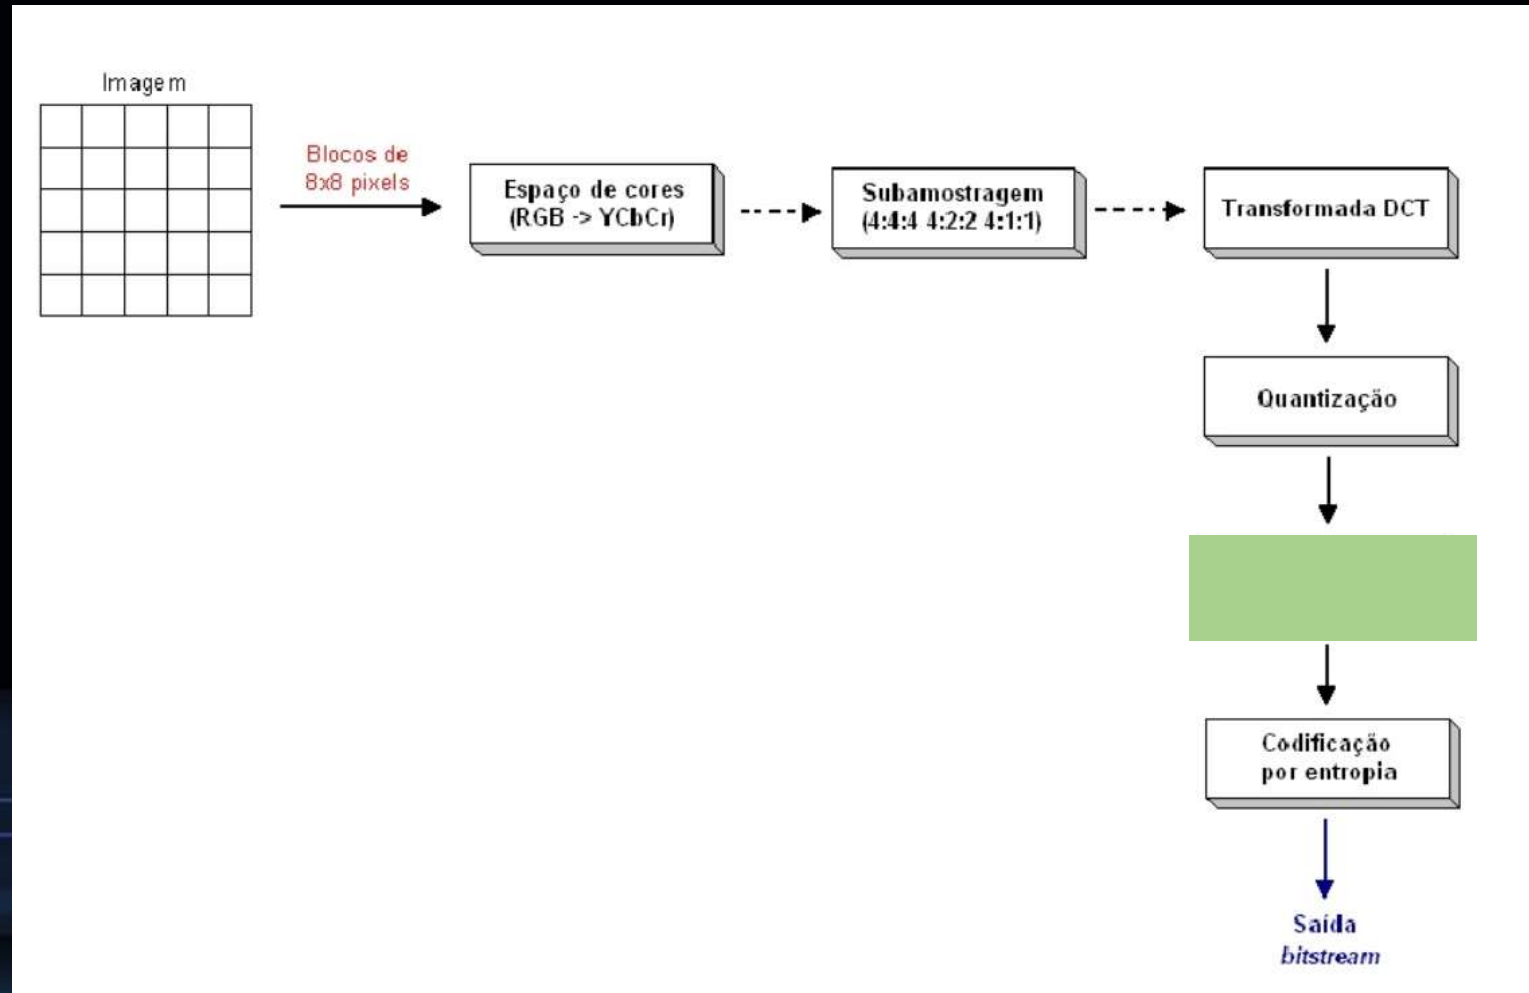 Imagem
Blocos de
8x8 pixels
Espaço de cores
(RGB -> YCbCr)
Subamostragem
(4:4:4 4:2:2 4:1:1)
Transformada DCT
Quantização
Codificação
por entropia
Saída
bitstream